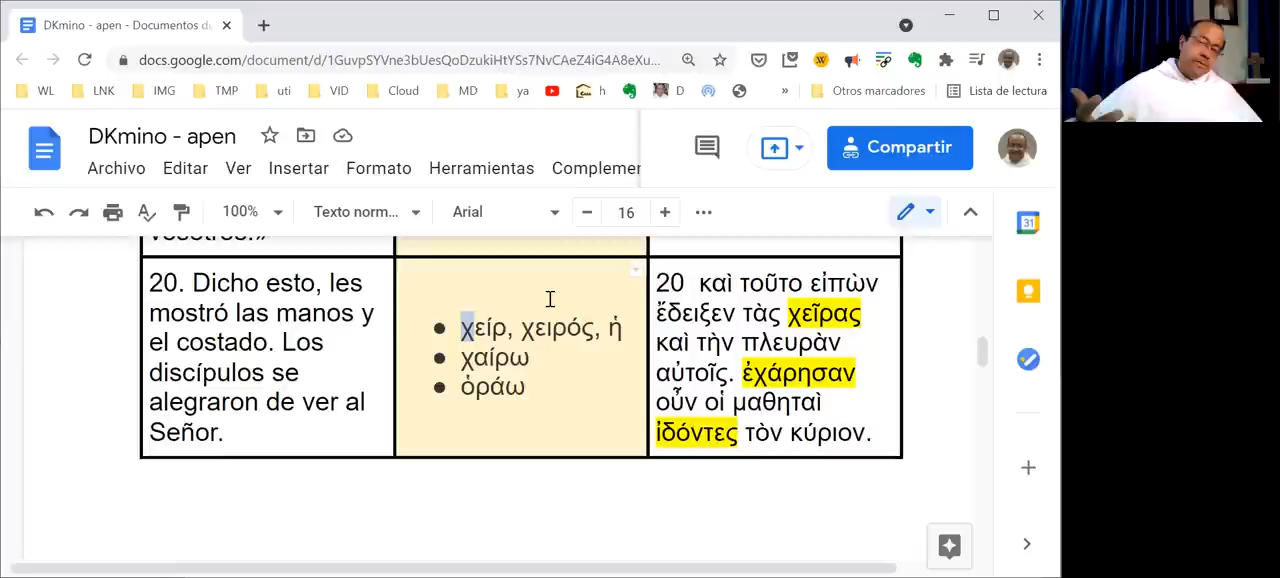 DKmino - apen - Documentos du
docs.google.com/document/d/1GuvpSYVne3bUesQoDzukiHtYSs7NvCAeZ4iG4A8eXu...
WL LNK IMG TMP uti VID Cloud MD ya h D » Otros marcadores Lista de lectura
DKmino - apen
Compartir
Archivo Editar Ver Insertar Formato Herramientas Complemen
100% Texto norm... Arial 16
31
vosotros.»
20. Dicho esto, les
mostró las manos y
el costado. Los
discípulos se
alegraron de ver al
Señor.
χείρ, χειρός, ἡ
χαίρω
ὁράω
20 καὶ τοῦτο εἰπὼν
ἔδειξεν τὰς χεῖρας
καὶ τὴν πλευρὰν
αὐτοῖς. ἐχάρησαν
οὖν οἱ μαθηταὶ
ἰδόντες τὸν κύριον.